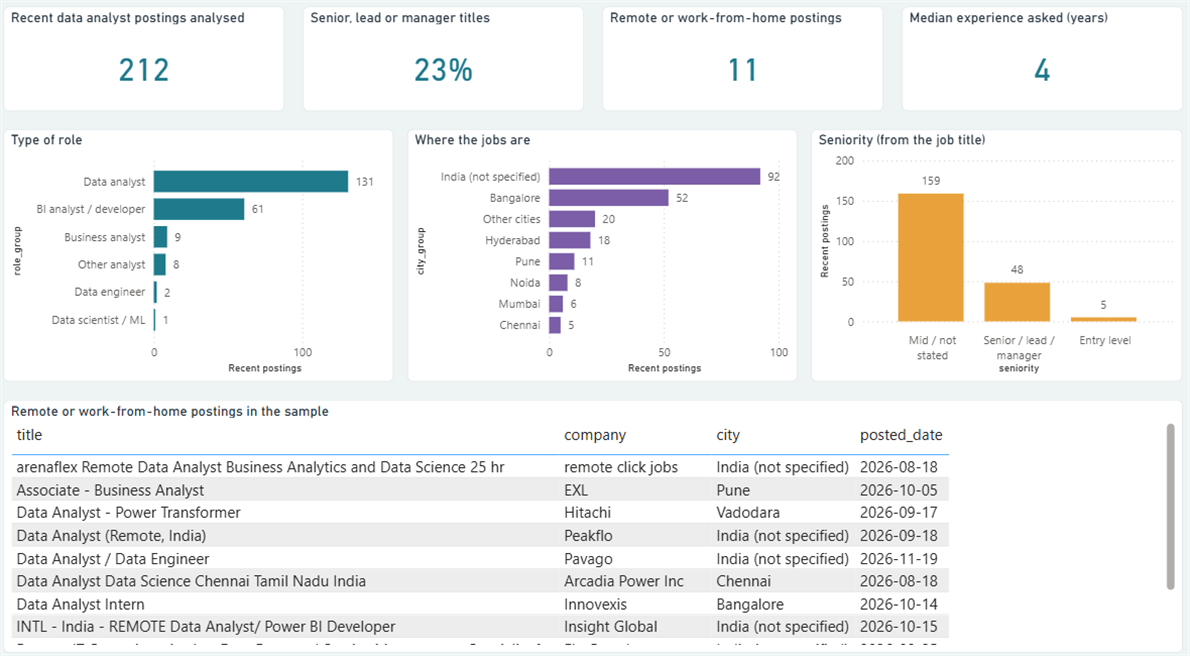 Recent data analyst postings analysed
212
Senior, lead or manager titles
23%
Remote or work-from-home postings
11
Median experience asked (years)
4
Type of role
role_group
Data analyst 131
BI analyst / developer 61
Business analyst 9
Other analyst 8
Data engineer 2
Data scientist / ML 1
0 100
Recent postings
Where the jobs are
city_group
India (not specified) 92
Bangalore 52
Other cities 20
Hyderabad 18
Pune 11
Noida 8
Mumbai 6
Chennai 5
0 50 100
Recent postings
Seniority (from the job title)
Recent postings
200
150
100
50
0
159
48
5
Mid / not
stated
Senior / lead /
manager
Entry level
seniority
Remote or work-from-home postings in the sample
title company city posted_date
arenaflex Remote Data Analyst Business Analytics and Data Science 25 hr remote click jobs India (not specified) 2026-08-18
Associate - Business Analyst EXL Pune 2026-10-05
Data Analyst - Power Transformer Hitachi Vadodara 2026-09-17
Data Analyst (Remote, India) Peakflo India (not specified) 2026-09-18
Data Analyst / Data Engineer Pavago India (not specified) 2026-11-19
Data Analyst Data Science Chennai Tamil Nadu India Arcadia Power Inc Chennai 2026-08-18
Data Analyst Intern Innovexis Bangalore 2026-10-14
INTL - India - REMOTE Data Analyst/ Power BI Developer Insight Global India (not specified) 2026-10-15